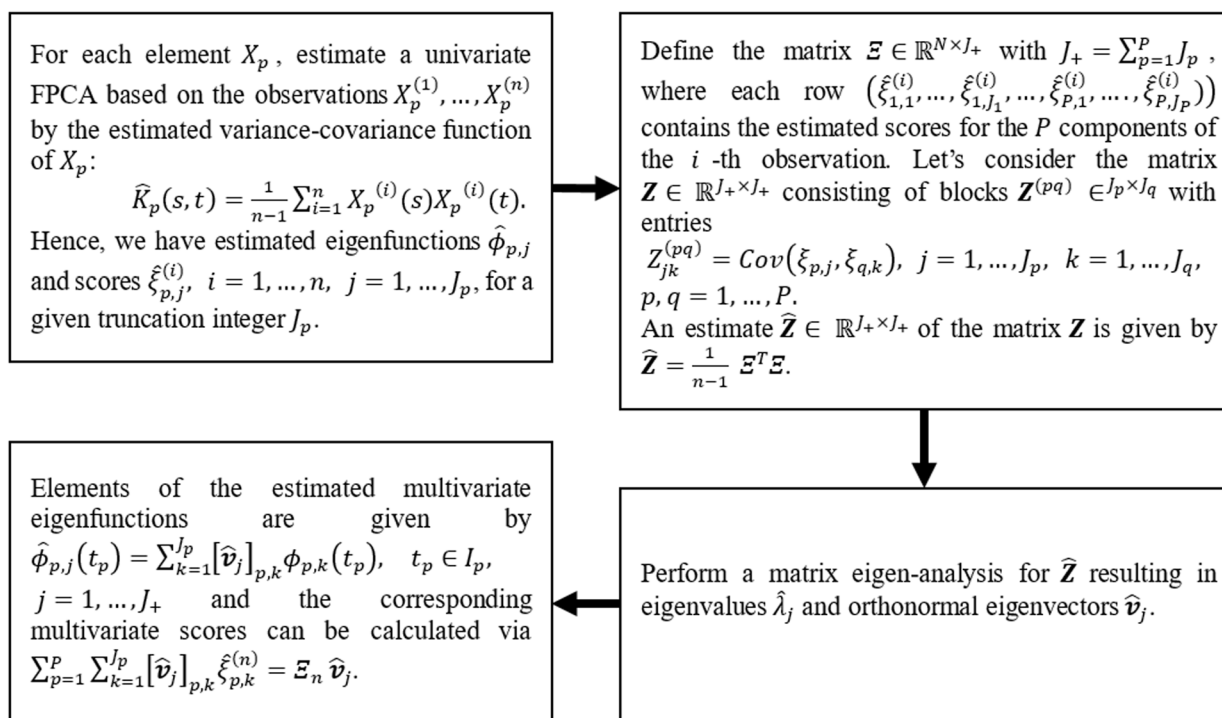 For each element X_p , estimate a univariate
FPCA based on the observations X_p^{(1)}, …, X_p^{(n)}
by the estimated variance-covariance function
of X_p:
K̂_p(s, t) = \frac{1}{n-1} ∑_{i=1}^{n} X_p^{(i)}(s)X_p^{(i)}(t).
Hence, we have estimated eigenfunctions ϕ̂_{p,j}
and scores ξ̂_{p,j}^{(i)}, i = 1, …, n, j = 1, …, J_p, for a
given truncation integer J_p.
Define the matrix Ξ ∈ ℝ^{N×J_+} with J_+ = ∑_{p=1}^{P} J_p ,
where each row (ξ̂_{1,1}^{(i)}, …, ξ̂_{1,J_1}^{(i)}, …, ξ̂_{P,1}^{(i)}, …. , ξ̂_{P,J_P}^{(i)}))
contains the estimated scores for the P components of
the i -th observation. Let’s consider the matrix
Z ∈ ℝ^{J_+×J_+} consisting of blocks Z^{(pq)} ∈^{J_p×J_q} with
entries
Z_{jk}^{(pq)} = Cov(ξ_{p,j}, ξ_{q,k}), j = 1, …, J_p, k = 1, …, J_q,
p, q = 1, …, P.
An estimate Ẑ ∈ ℝ^{J_+×J_+} of the matrix Z is given by
Ẑ = \frac{1}{n-1} Ξ^T Ξ.
Perform a matrix eigen-analysis for Ẑ resulting in
eigenvalues λ̂_j and orthonormal eigenvectors v̂_j.
Elements of the estimated multivariate
eigenfunctions are given by
ϕ̂_{p,j}(t_p) = ∑_{k=1}^{J_p} [v̂_j]_{p,k} ϕ_{p,k}(t_p), t_p ∈ I_p,
j = 1, …, J_+ and the corresponding
multivariate scores can be calculated via
∑_{p=1}^{P} ∑_{k=1}^{J_p} [v̂_j]_{p,k} ξ̂_{p,k}^{(n)} = Ξ_n v̂_j.